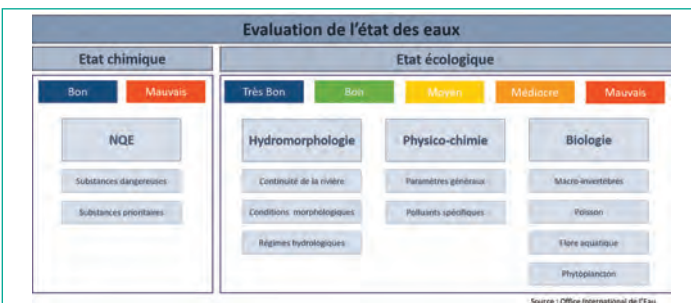 Evaluation de l'état des eaux
Etat chimique
Etat écologique
Bon
Mauvais
Très Bon
Bon
Moyen
Médiocre
Mauvais
NQE
Hydromorphologie
Physico-chimie
Biologie
Substances dangereuses
Continuité de la rivière
Paramètres généraux
Macro-invertébrés
Substances prioritaires
Conditions morphologiques
Polluants spécifiques
Poisson
Régimes hydrologiques
Flore aquatique
Phytoplancton
Source : Office International de l'Eau